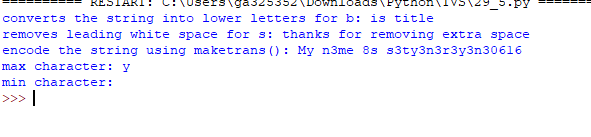 ========== RESTART: C:\Users\ga325352\Downloads\Python\TVS\29_5.py =======
converts the string into lower letters for b: is title
removes leading white space for s: thanks for removing extra space
encode the string using maketrans(): My n3me 8s s3ty3n3r3y3n30616
max character: y
min character:
>>>